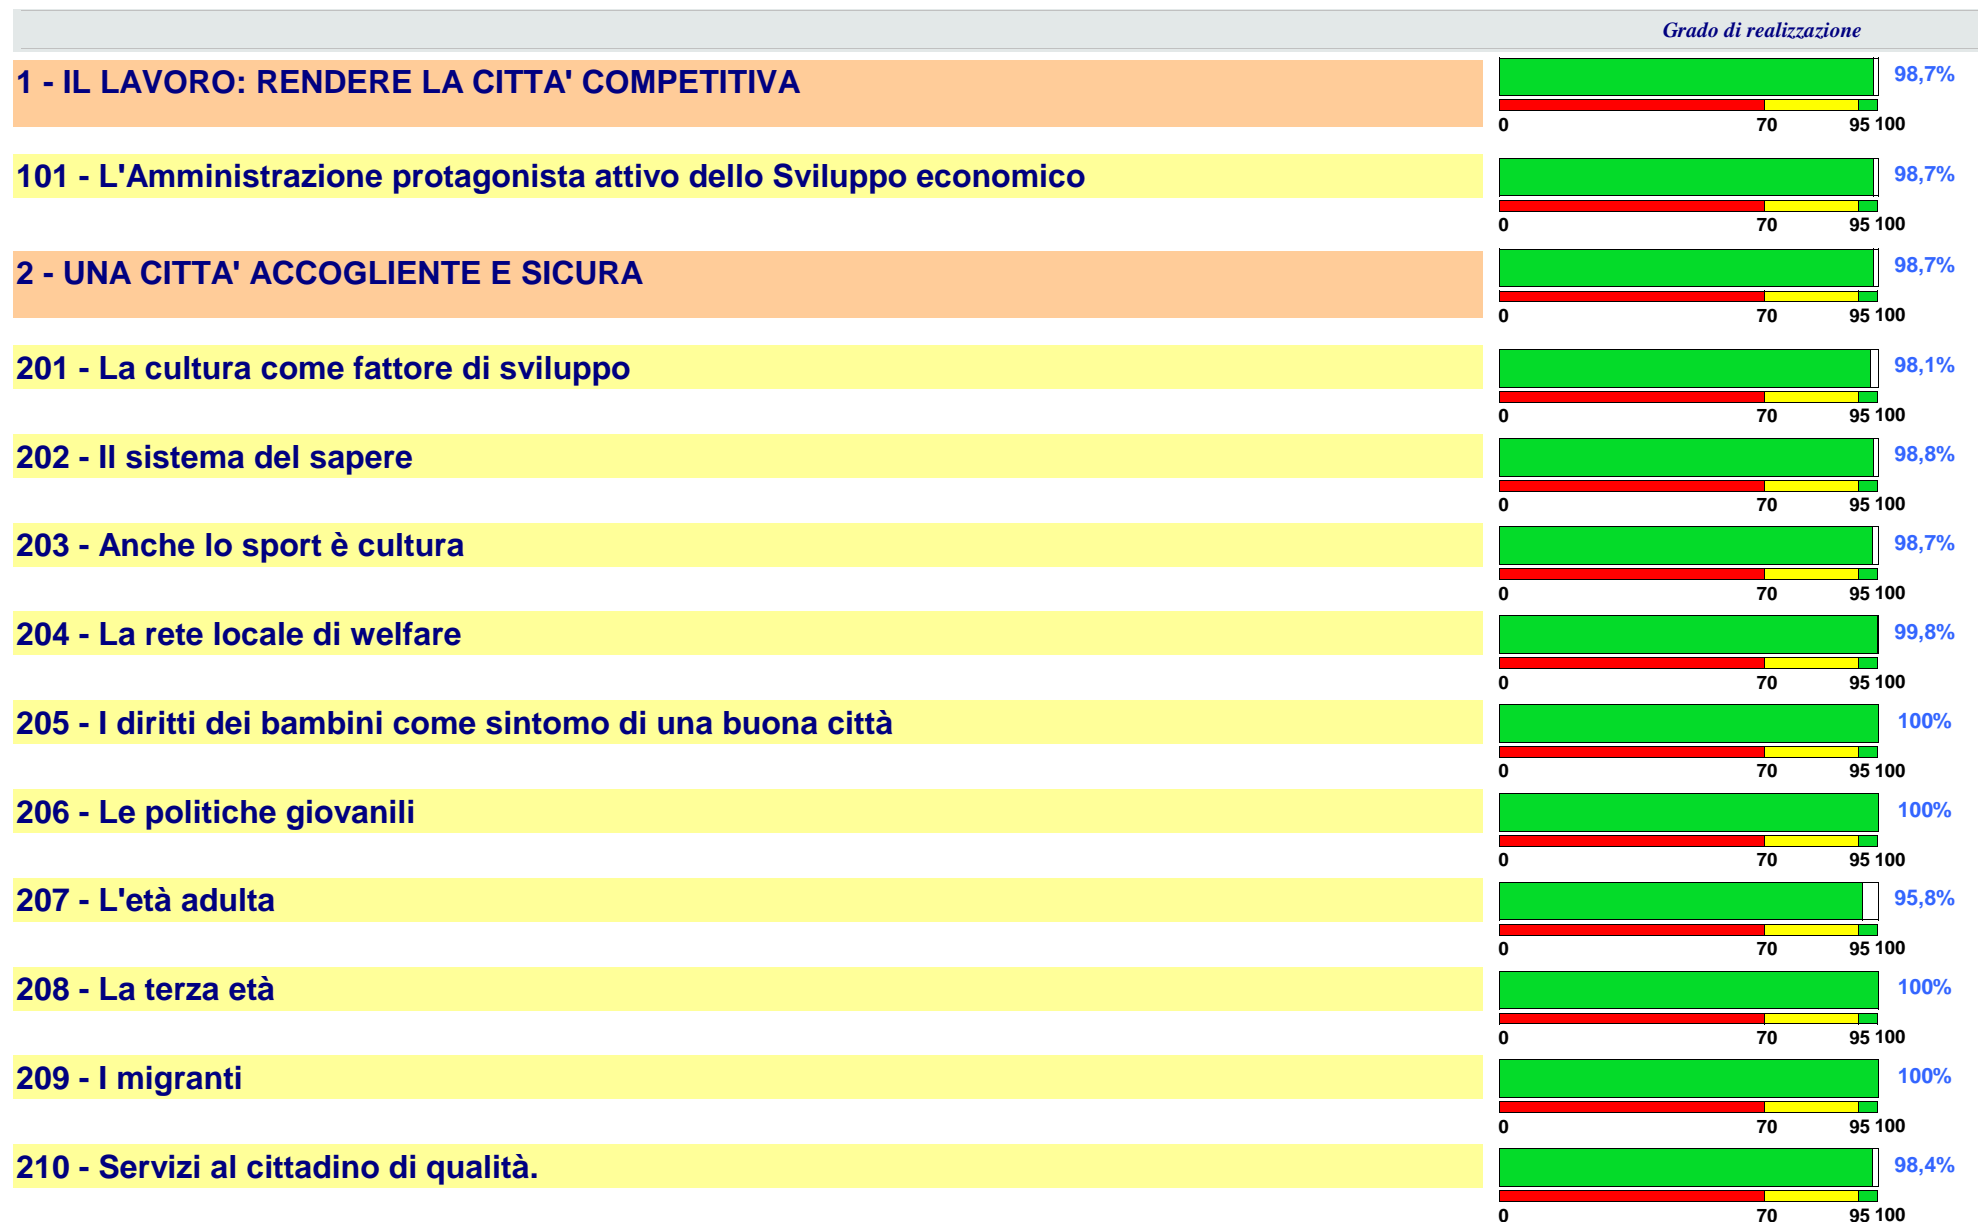 Grado di realizzazione
1 - IL LAVORO: RENDERE LA CITTA' COMPETITIVA
98,7%
0 70 95 100
101 - L'Amministrazione protagonista attivo dello Sviluppo economico
98,7%
0 70 95 100
2 - UNA CITTA' ACCOGLIENTE E SICURA
98,7%
0 70 95 100
201 - La cultura come fattore di sviluppo
98,1%
0 70 95 100
202 - Il sistema del sapere
98,8%
0 70 95 100
203 - Anche lo sport è cultura
98,7%
0 70 95 100
204 - La rete locale di welfare
99,8%
0 70 95 100
205 - I diritti dei bambini come sintomo di una buona città
100%
0 70 95 100
206 - Le politiche giovanili
100%
0 70 95 100
207 - L'età adulta
95,8%
0 70 95 100
208 - La terza età
100%
0 70 95 100
209 - I migranti
100%
0 70 95 100
210 - Servizi al cittadino di qualità.
98,4%
0 70 95 100